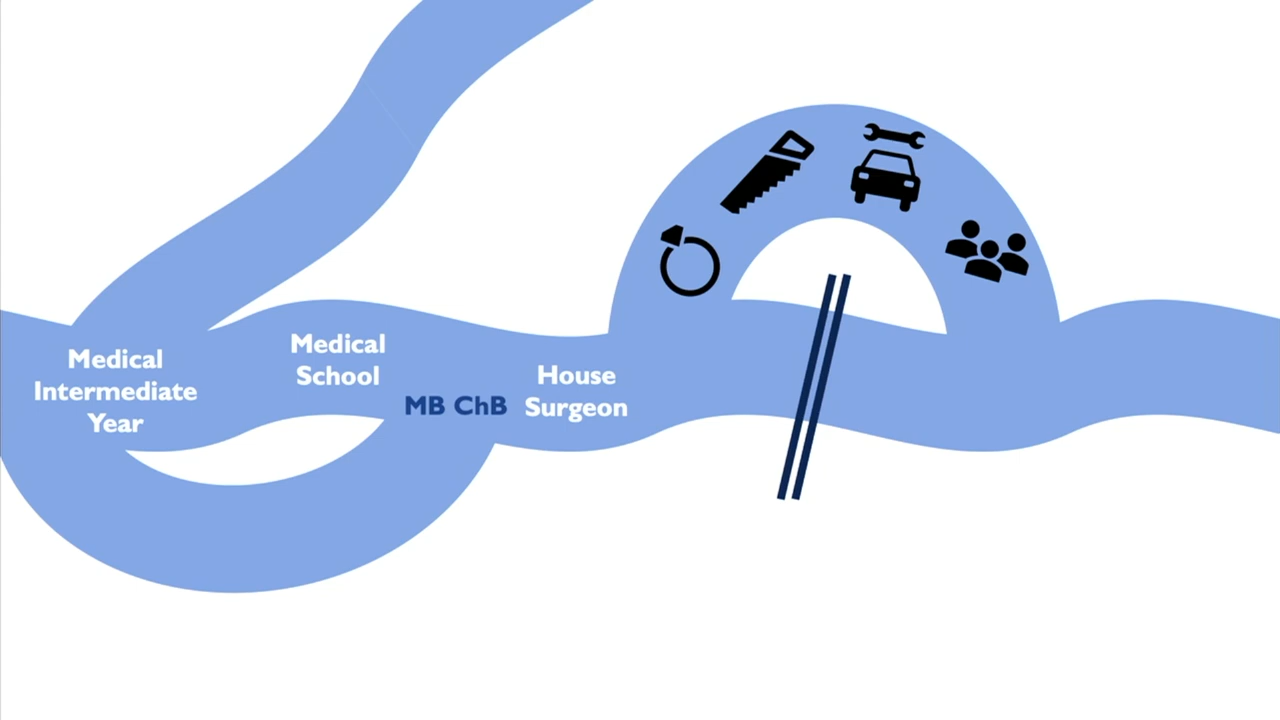 Medical
Intermediate
Year
Medical
School
MB ChB
House
Surgeon